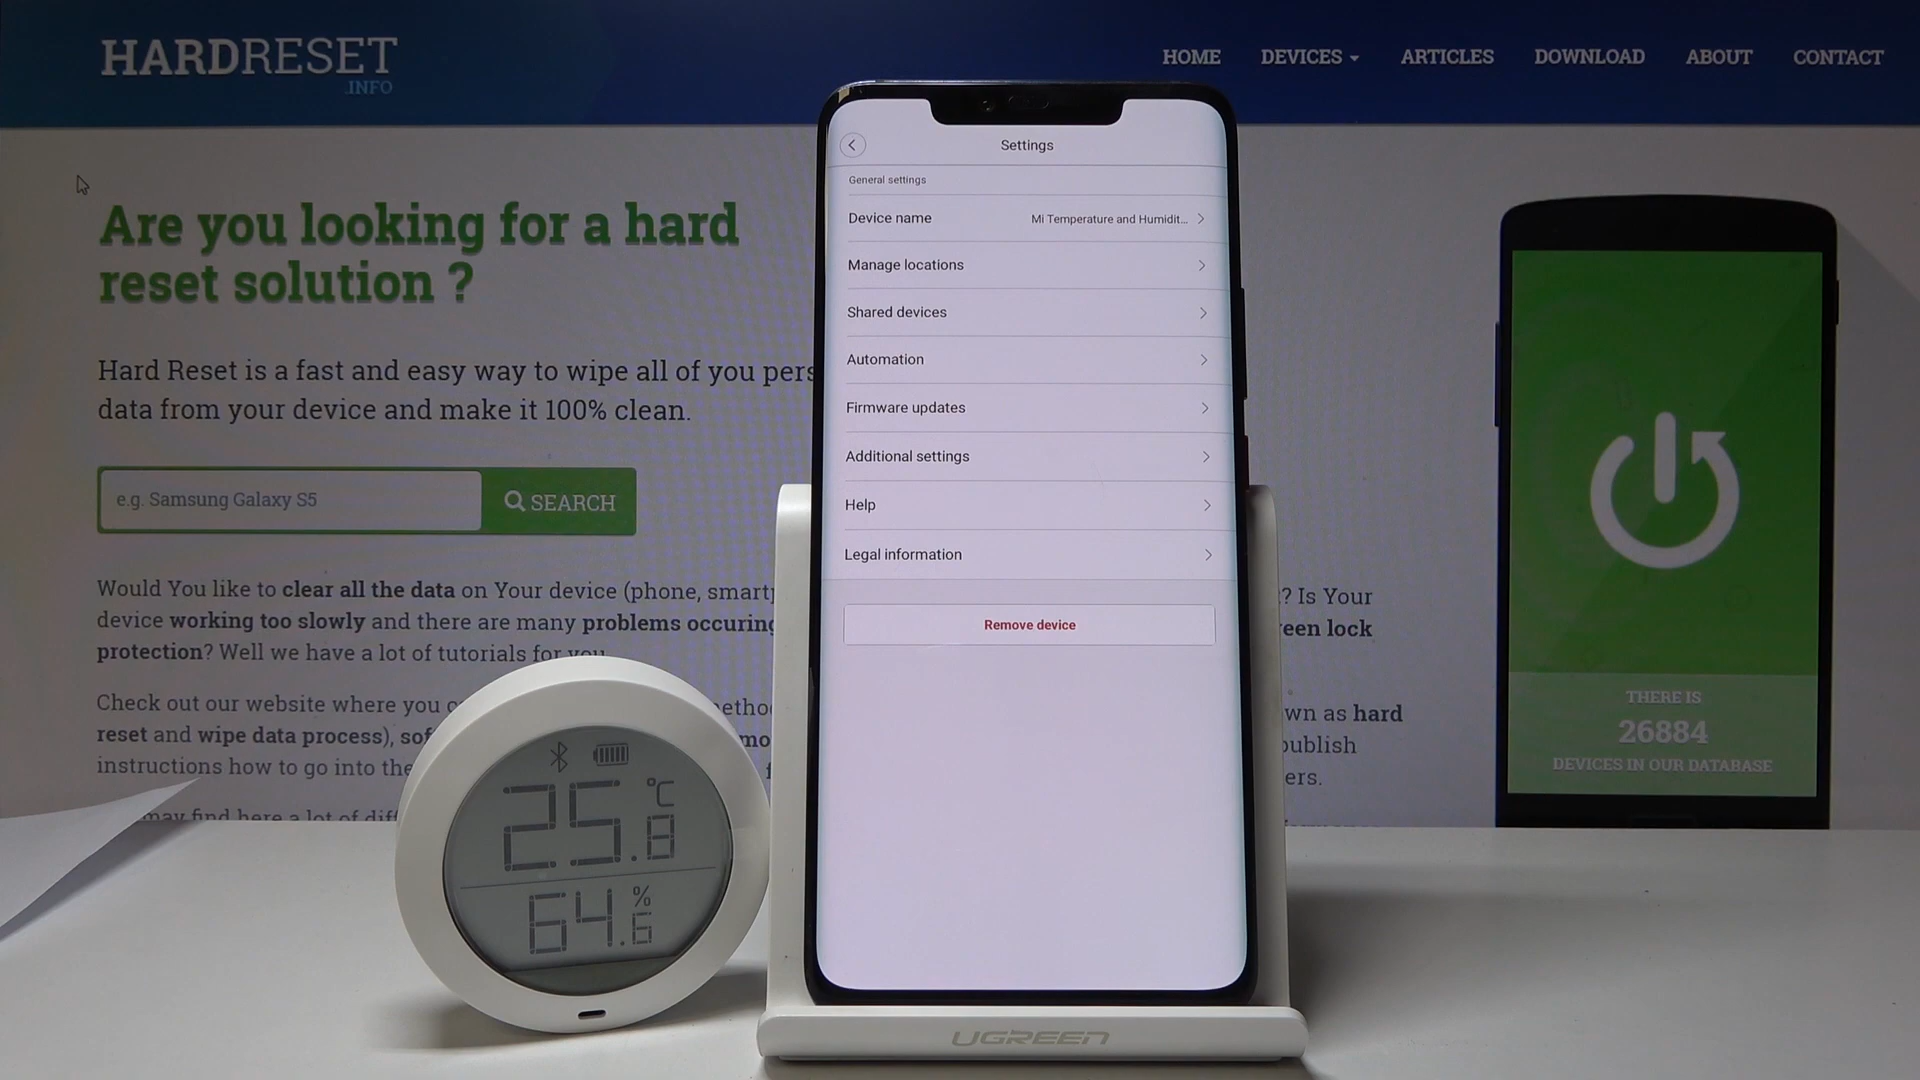 HARDRESET
.INFO
HOME DEVICES ARTICLES DOWNLOAD ABOUT CONTACT
Are you looking for a hard
reset solution ?
Hard Reset is a fast and easy way to wipe all of you pers
data from your device and make it 100% clean.
e.g. Samsung Galaxy S5
SEARCH
Would You like to clear all the data on Your device (phone, smart
device working too slowly and there are many problems occuring
protection? Well we have a lot of tutorials for you
Check out our website where you
reset and wipe data process), sof
instructions how to go into the
may find here a lot of diff
? Is Your
een lock
wn as hard
publish
ers.
Settings
General settings
Device name Mi Temperature and Humidit...
Manage locations
Shared devices
Automation
Firmware updates
Additional settings
Help
Legal information
Remove device
25.8 °C
64.6 %
UGREEN
THERE IS
26884
DEVICES IN OUR DATABASE